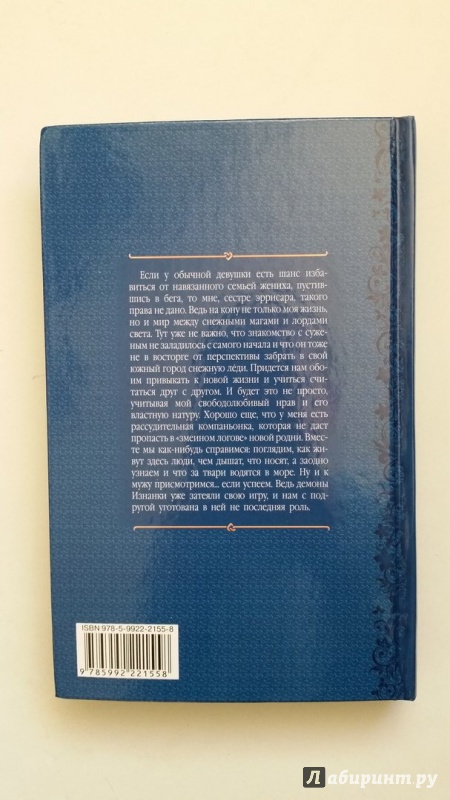 Если у обычной девушки есть шанс изба-
виться от навязанного семьей жениха, пустив-
шись в бега, то мне, сестре эррисара, такого
права не дано. Ведь на кону не только моя жизнь,
но и мир между снежными магами и лордами
света. Тут уже не важно, что знакомство с суже-
ным не заладилось с самого начала и что он тоже
не в восторге от перспективы забрать в свой
южный город снежную ле́ди. Придется нам обо-
им привыкать к новой жизни и учиться счи-
таться друг с другом. И будет это не просто,
учитывая мой свободолюбивый нрав и его
властную натуру. Хорошо еще, что у меня есть
рассудительная компаньонка, которая не даст
пропасть в «змеином логове» новой родни. Вмес-
те мы как-нибудь справимся: поглядим, как жи-
вут здесь люди, чем дышат, что носят, а заодно
узнаем и что за твари водятся в море. Ну и к
мужу присмотримся... если успеем. Ведь демоны
Изнанки уже затеяли свою игру, и нам с под-
ругой уготована в ней не последняя роль.
ISBN 978-5-9922-2155-8
9 785992 221558
Лабиринт.ру